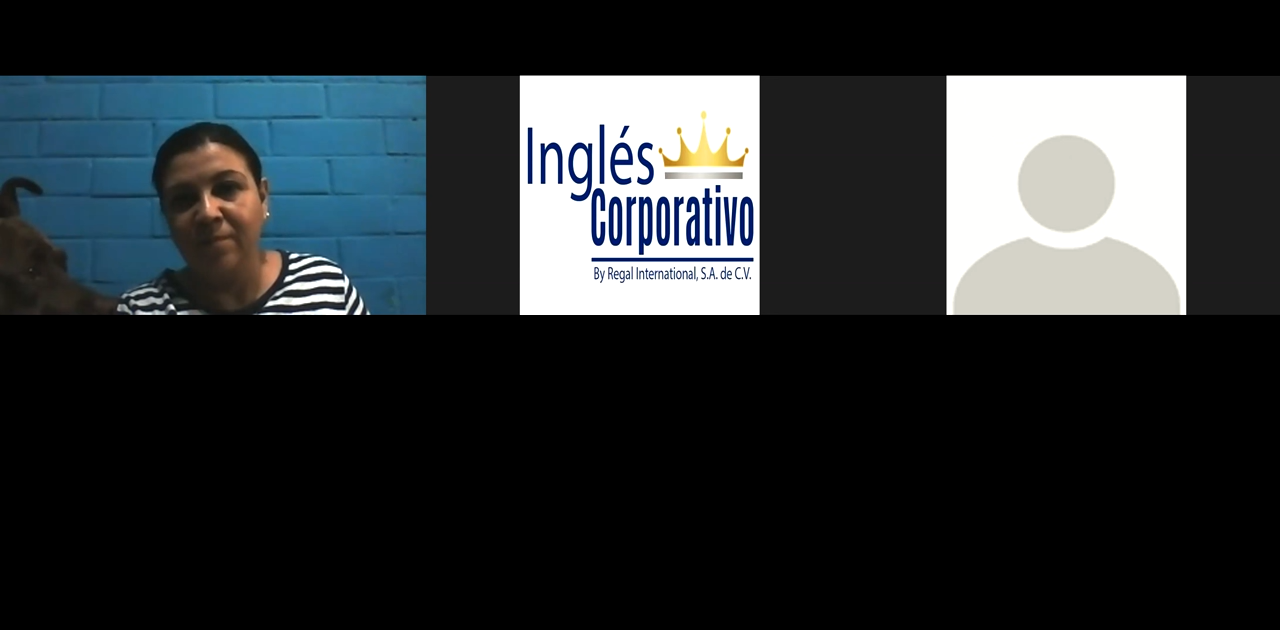 Inglés
Corporativo
By Regal International, S.A. de C.V.